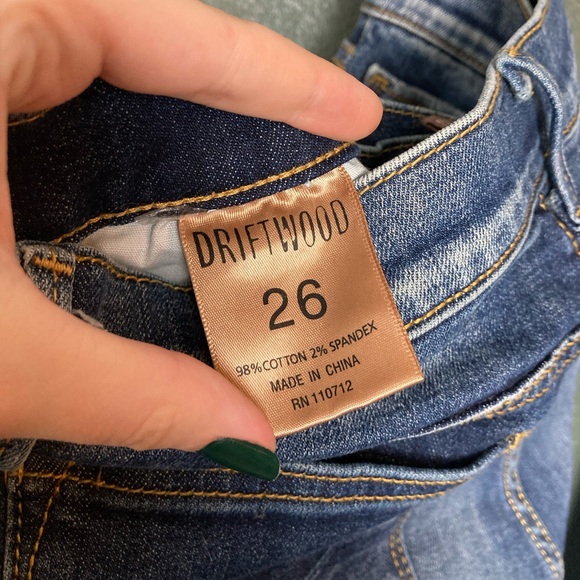 DRIFTWOOD
26
98% COTTON 2% SPANDEX
MADE IN CHINA
RN 110712